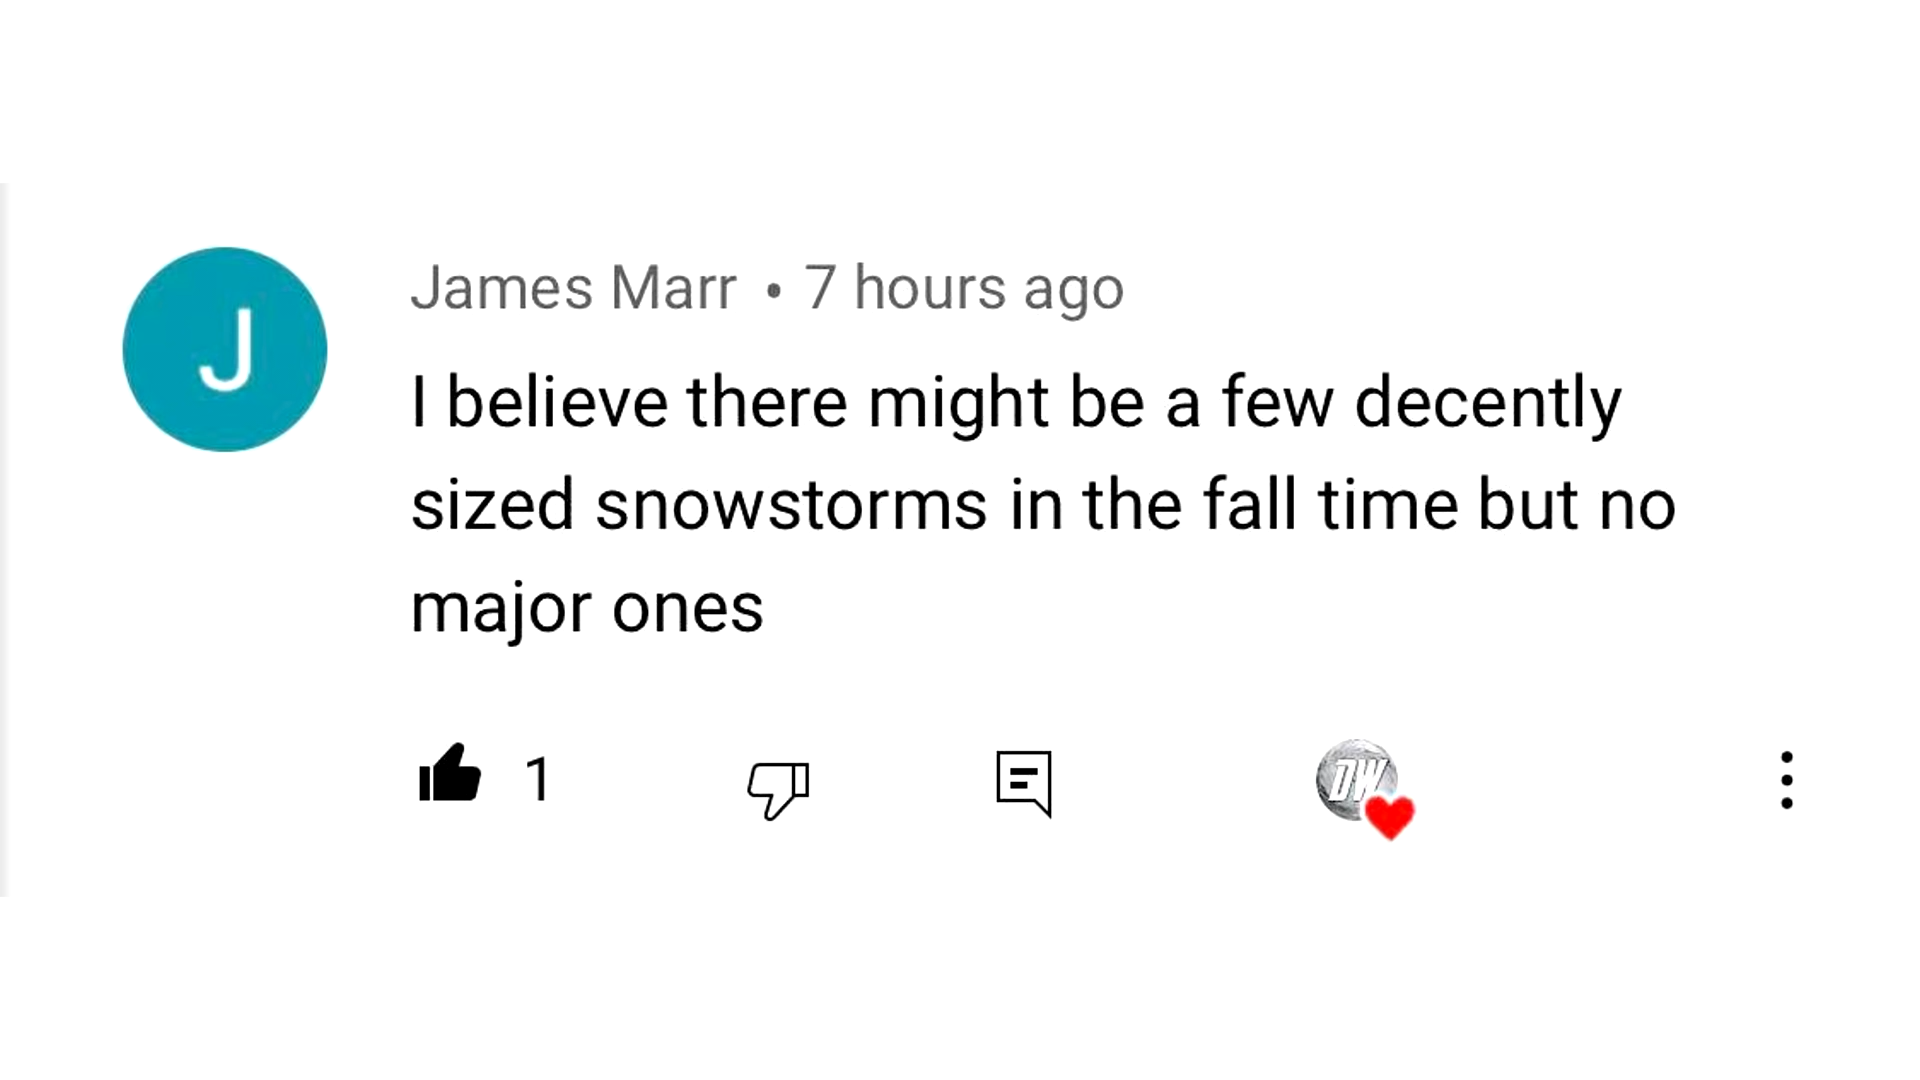 J
James Marr • 7 hours ago
I believe there might be a few decently
sized snowstorms in the fall time but no
major ones
1
DW